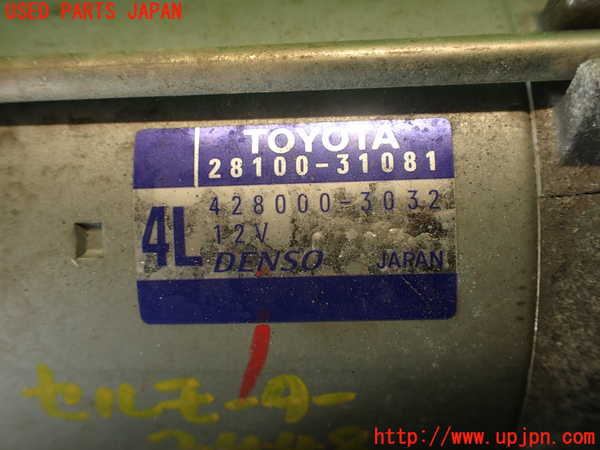 USED PARTS JAPAN
TOYOTA
28100-31081
428000-3032
4L
12V
DENSO JAPAN
セルモーター
http://www.upjpn.com/